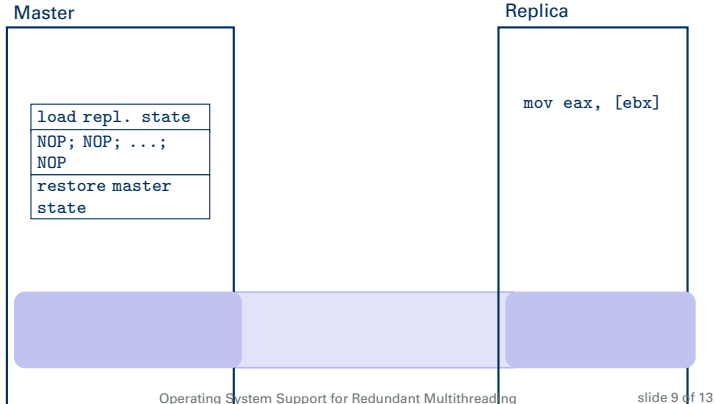 Master
Replica
load repl. state
NOP; NOP; ...;
NOP
restore master
state
mov eax, [ebx]
Operating System Support for Redundant Multithreading
slide 9 of 13